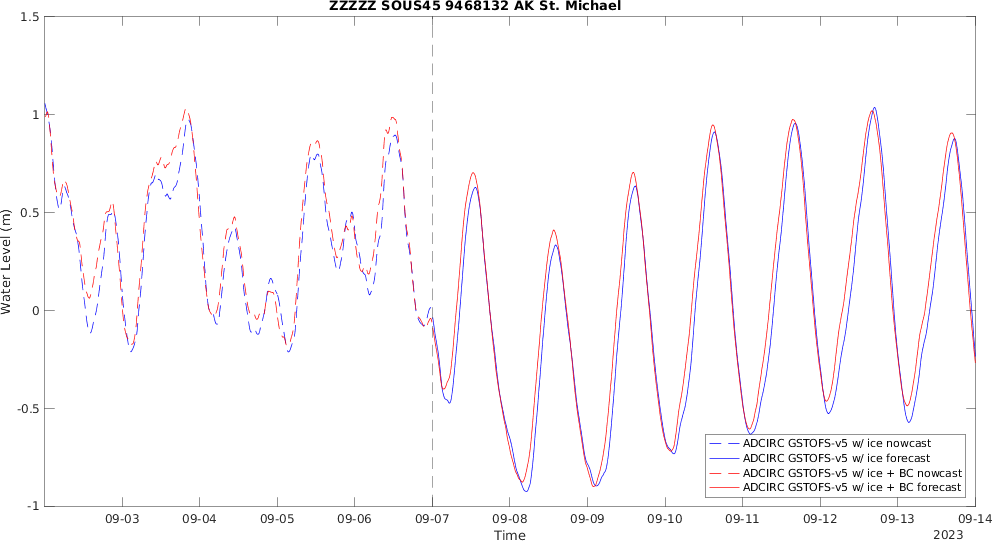 ZZZZZ SOUS45 9468132 AK St. Michael
1.5
1
0.5
0
-0.5
-1
Water Level (m)
ADCIRC GSTOFS-v5 w/ ice nowcast
ADCIRC GSTOFS-v5 w/ ice forecast
ADCIRC GSTOFS-v5 w/ ice + BC nowcast
ADCIRC GSTOFS-v5 w/ ice + BC forecast
09-03 09-04 09-05 09-06 09-07 09-08 09-09 09-10 09-11 09-12 09-13 09-14
Time
2023